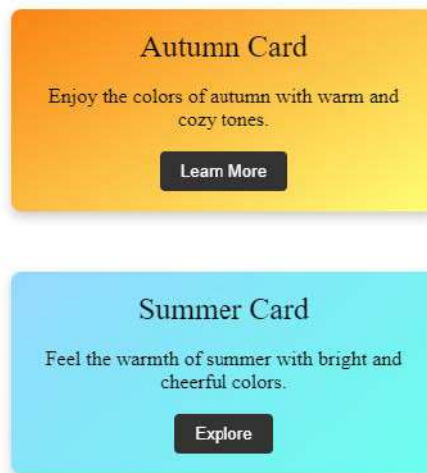 Autumn Card
Enjoy the colors of autumn with warm and
cozy tones.
Learn More
Summer Card
Feel the warmth of summer with bright and
cheerful colors.
Explore